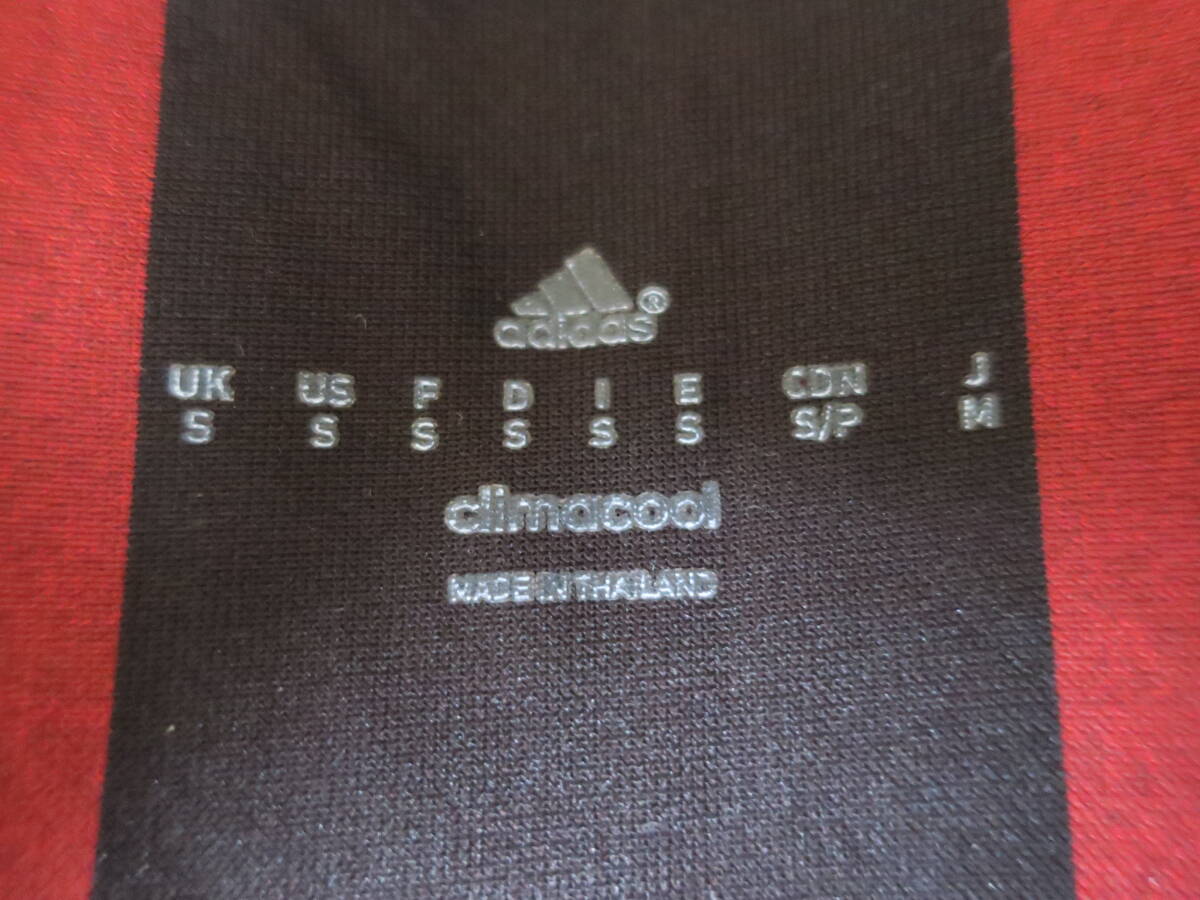 adidas®
UK US F D I E CDN J
S S S S S S S/P M
climacool
MADE IN THAILAND